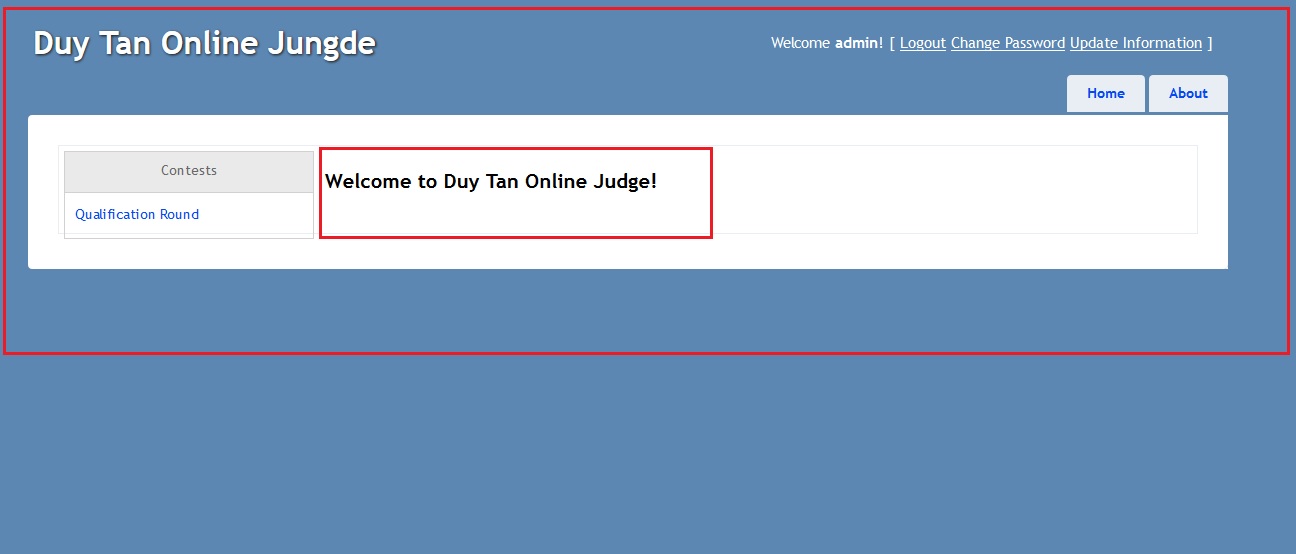 Duy Tan Online Jungde
Welcome admin! [ Logout Change Password Update Information ]
Home About
Contests
Qualification Round
Welcome to Duy Tan Online Judge!